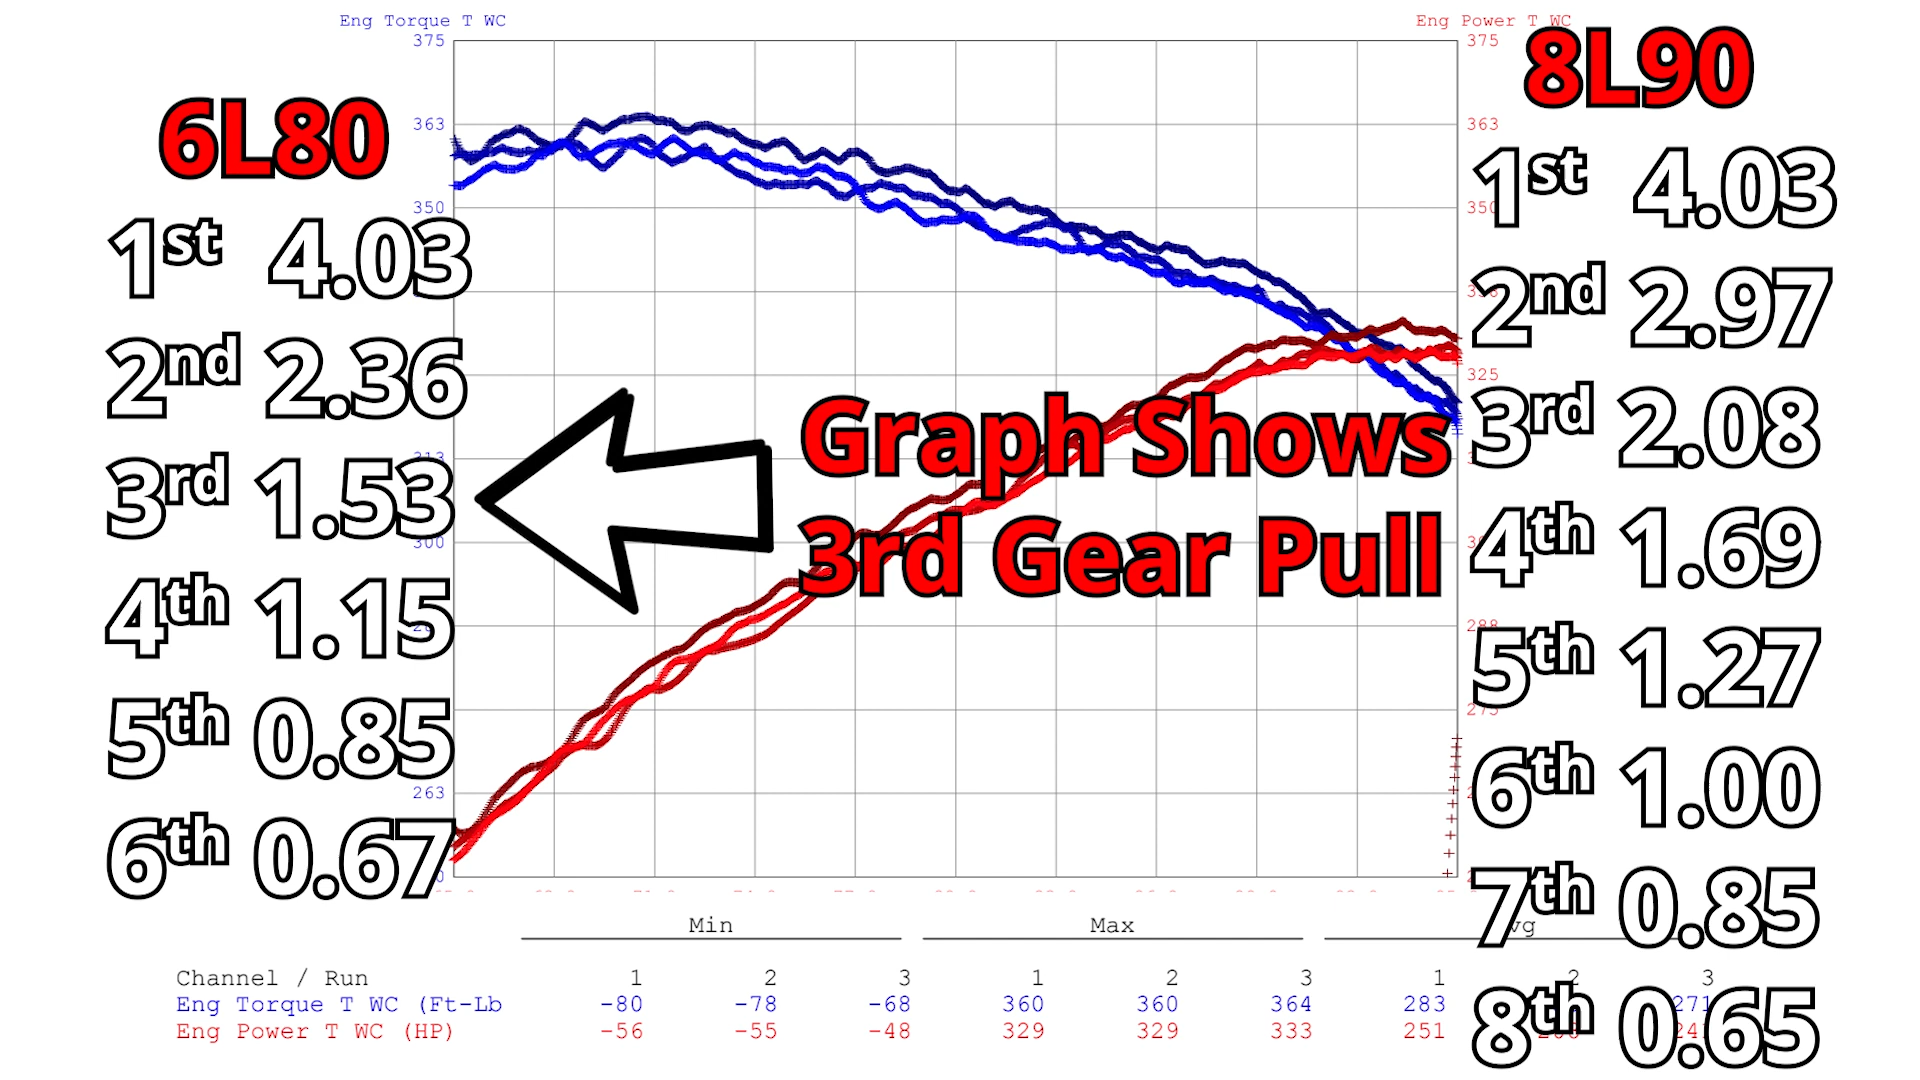 Eng Torque T WC
Eng Power T WC
375
375
8L90
6L80
363
363
1st 4.03
350
350
1st 4.03
2nd 2.97
2nd 2.36
325
3rd 2.08
Graph Shows
3rd Gear Pull
313
3rd 1.53
300
4th 1.69
4th 1.15
288
5th 1.27
275
5th 0.85
263
6th 1.00
6th 0.67
7th 0.85
Min Max
Channel / Run 1 2 3 1 2 3 1 2 3
Eng Torque T WC (Ft-Lb -80 -78 -68 360 360 364 283 271
Eng Power T WC (HP) -56 -55 -48 329 329 333 251
8th 0.65